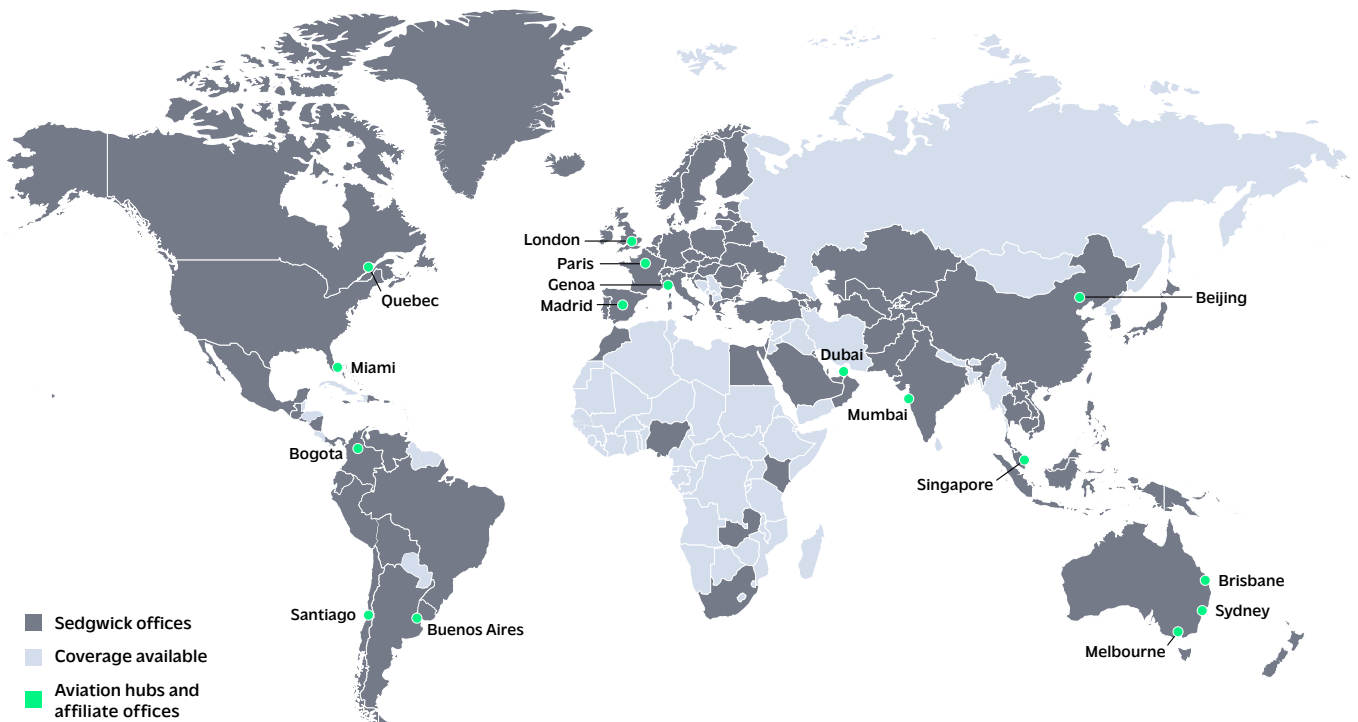 London
Paris
Genoa
Madrid
Quebec
Beijing
Miami
Dubai
Mumbai
Bogota
Singapore
Brisbane
Santiago
Sydney
Buenos Aires
Melbourne
Sedgwick offices
Coverage available
Aviation hubs and
affiliate offices